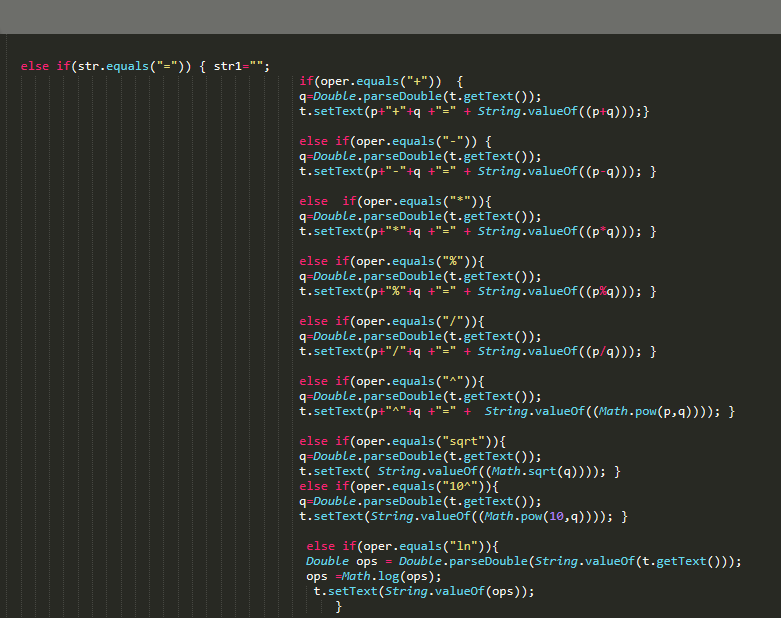 else if(str.equals("=")) { str1="";
if(oper.equals("+"))  {
q=Double.parseDouble(t.getText());
t.setText(p+"+"+q +"=" + String.valueOf((p+q)));}
else if(oper.equals("-")) {
q=Double.parseDouble(t.getText());
t.setText(p+"-"+q +"=" + String.valueOf((p-q))); }
else  if(oper.equals("*")){
q=Double.parseDouble(t.getText());
t.setText(p+"*"+q +"=" + String.valueOf((p*q))); }
else if(oper.equals("%")){
q=Double.parseDouble(t.getText());
t.setText(p+"%"+q +"=" + String.valueOf((p%q))); }
else if(oper.equals("/")){
q=Double.parseDouble(t.getText());
t.setText(p+"/"+q +"=" + String.valueOf((p/q))); }
else if(oper.equals("^")){
q=Double.parseDouble(t.getText());
t.setText(p+"^"+q +"=" +  String.valueOf((Math.pow(p,q)))); }
else if(oper.equals("sqrt")){
q=Double.parseDouble(t.getText());
t.setText( String.valueOf((Math.sqrt(q)))); }
else if(oper.equals("10^")){
q=Double.parseDouble(t.getText());
t.setText(String.valueOf((Math.pow(10,q)))); }
else if(oper.equals("ln")){
Double ops = Double.parseDouble(String.valueOf(t.getText()));
ops =Math.log(ops);
t.setText(String.valueOf(ops));
}